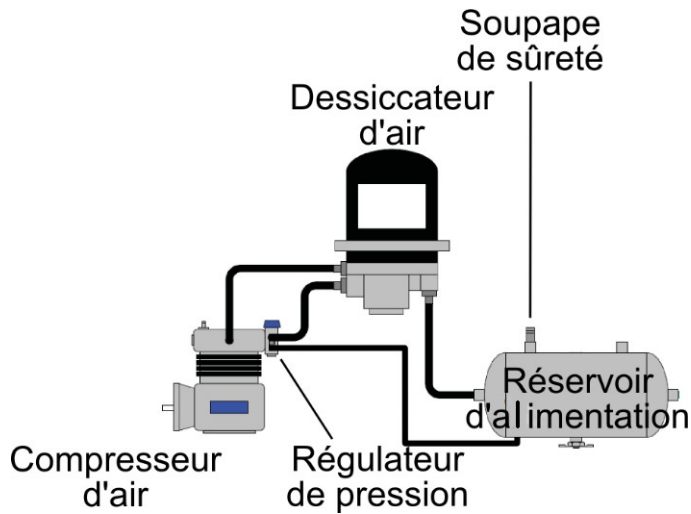 Soupape
de sûreté
Dessiccateur
d'air
Réservoir
d'alimentation
Compresseur
d'air
Régulateur
de pression